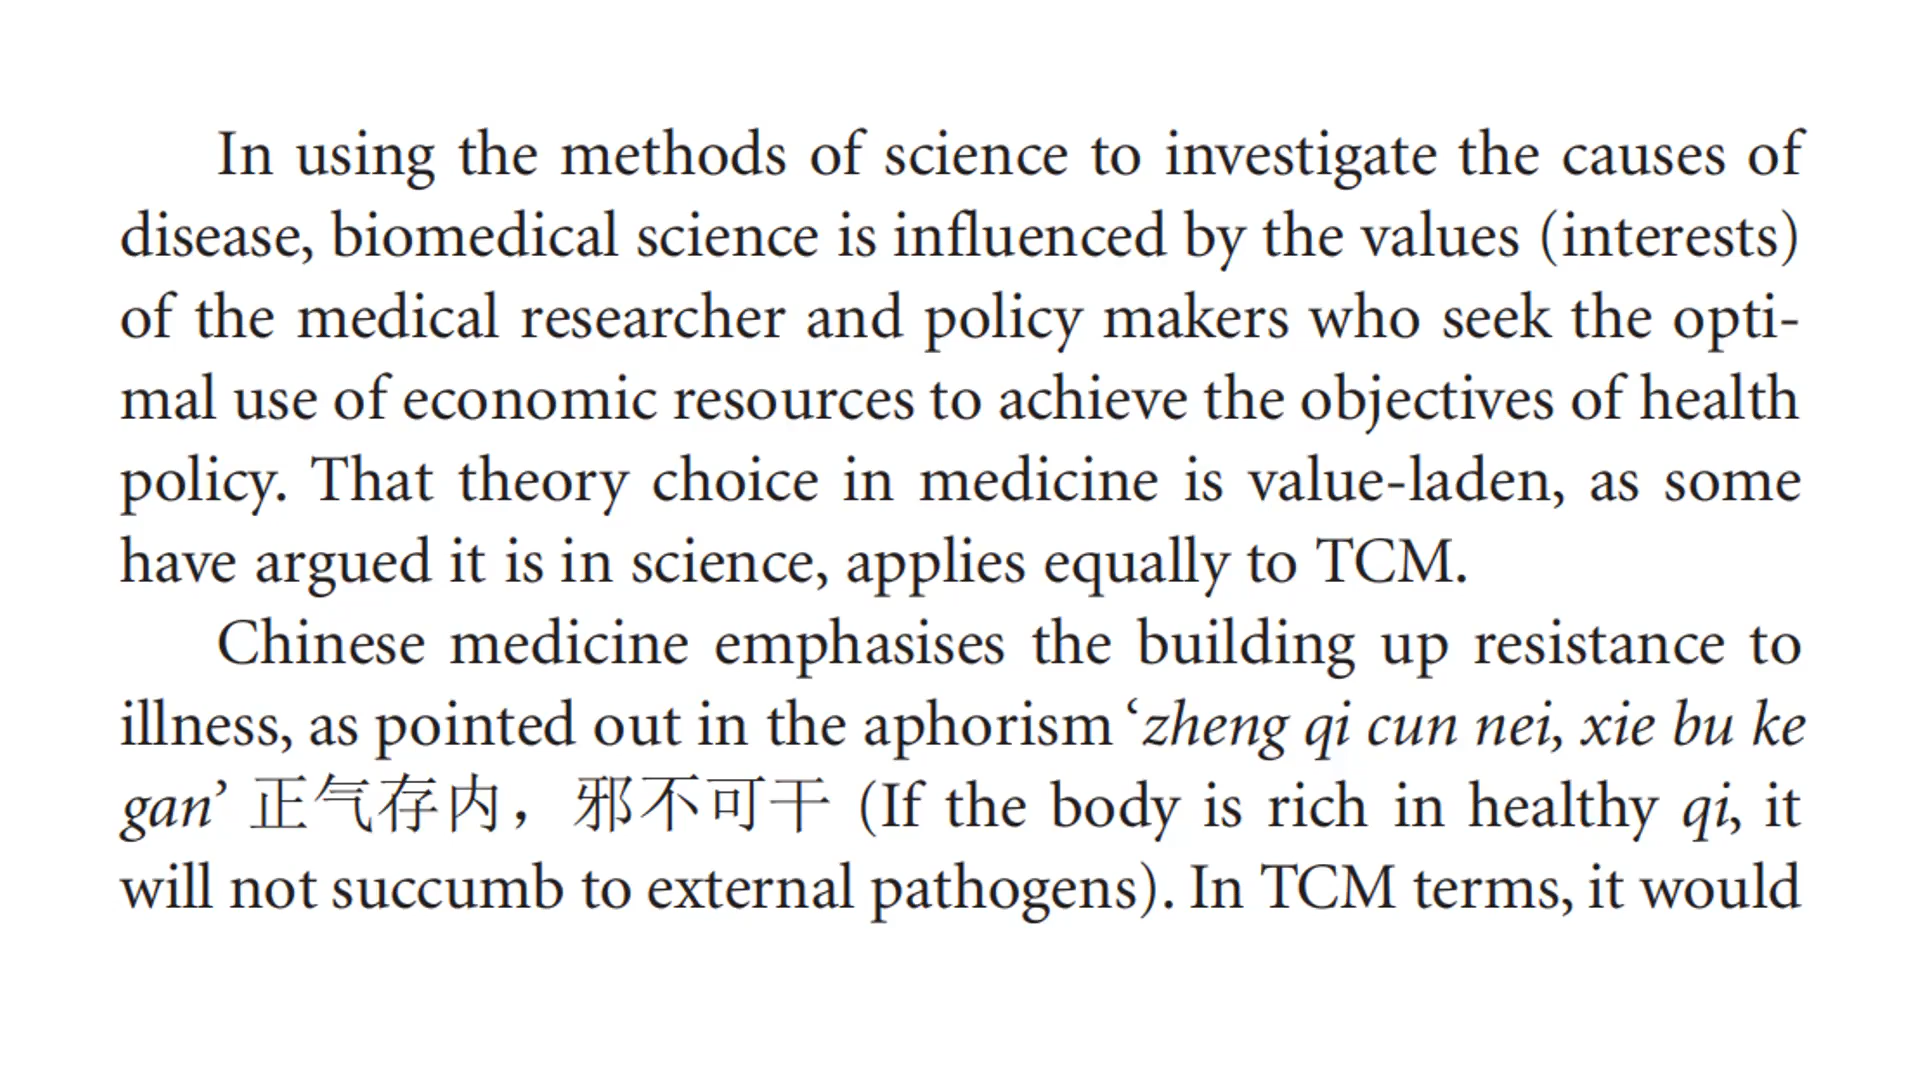 In using the methods of science to investigate the causes of
disease, biomedical science is influenced by the values (interests)
of the medical researcher and policy makers who seek the opti-
mal use of economic resources to achieve the objectives of health
policy. That theory choice in medicine is value-laden, as some
have argued it is in science, applies equally to TCM.
Chinese medicine emphasises the building up resistance to
illness, as pointed out in the aphorism ‘zheng qi cun nei, xie bu ke
gan’ 正气存内，邪不可干 (If the body is rich in healthy qi, it
will not succumb to external pathogens). In TCM terms, it would